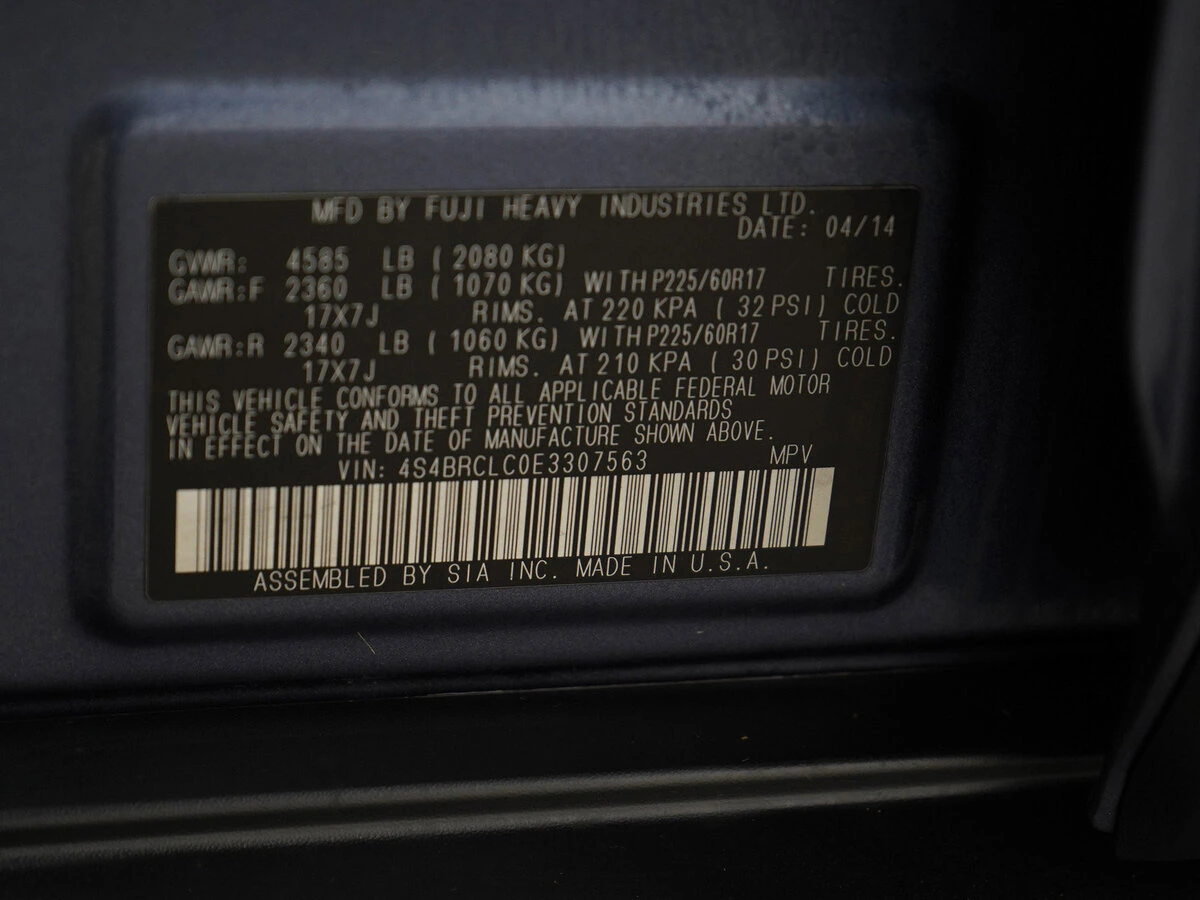 MFD BY FUJI HEAVY INDUSTRIES LTD.
DATE: 04/14
GVWR: 4585 LB ( 2080 KG)
GAWR:F 2360 LB ( 1070 KG) WITH P225/60R17 TIRES.
17X7J RIMS. AT 220 KPA ( 32 PSI) COLD
GAWR:R 2340 LB ( 1060 KG) WITH P225/60R17 TIRES.
17X7J RIMS. AT 210 KPA ( 30 PSI) COLD
THIS VEHICLE CONFORMS TO ALL APPLICABLE FEDERAL MOTOR
VEHICLE SAFETY AND THEFT PREVENTION STANDARDS
IN EFFECT ON THE DATE OF MANUFACTURE SHOWN ABOVE.
VIN: 4S4BRCLC0E3307563 MPV
ASSEMBLED BY SIA INC. MADE IN U.S.A.